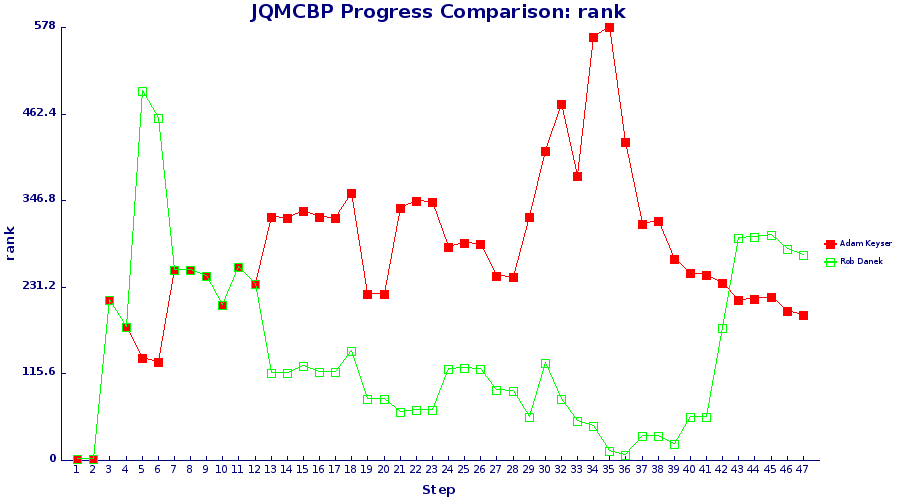 JQMCBP Progress Comparison: rank
578
462.4
346.8
231.2
115.6
0
rank
1 2 3 4 5 6 7 8 9 10 11 12 13 14 15 16 17 18 19 20 21 22 23 24 25 26 27 28 29 30 32 33 34 35 36 37 38 39 40 41 42 43 44 45 46 47
Step
Adam Keyser
Rob Danek